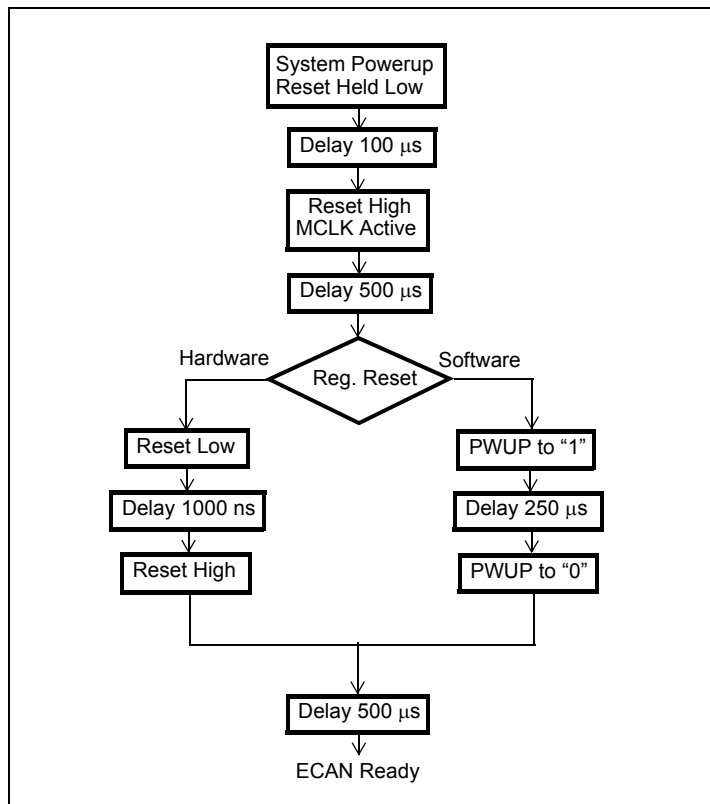 System Powerup
Reset Held Low
Delay 100 μs
Reset High
MCLK Active
Delay 500 μs
Hardware
Software
Reg. Reset
Reset Low
PWUP to “1”
Delay 1000 ns
Delay 250 μs
Reset High
PWUP to “0”
Delay 500 μs
ECAN Ready